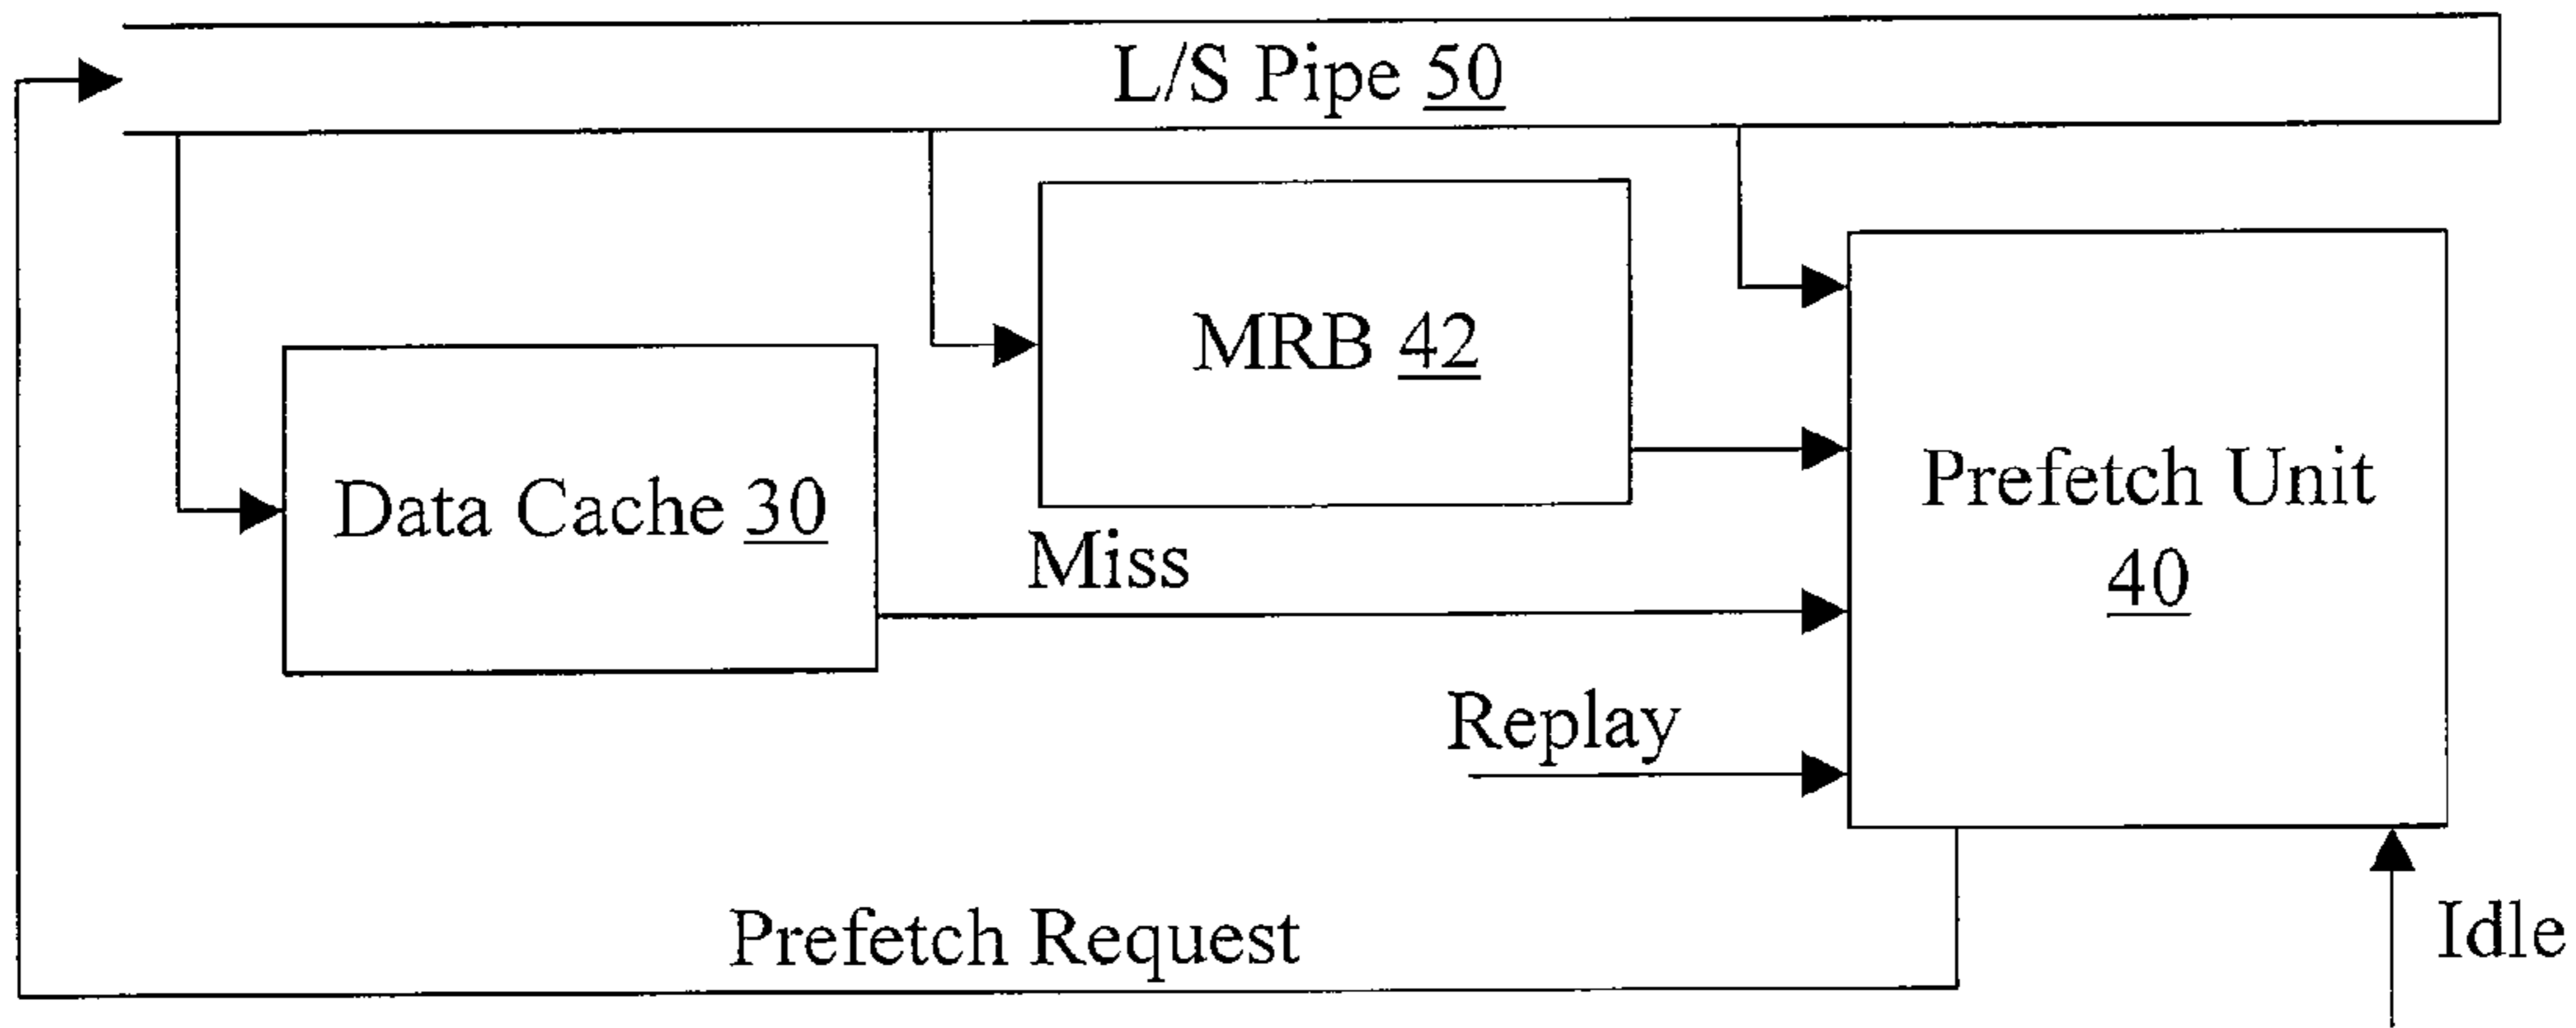 L/S Pipe 50
MRB 42
Data Cache 30
Prefetch Unit
40
Miss
Replay
Prefetch Request
Idle